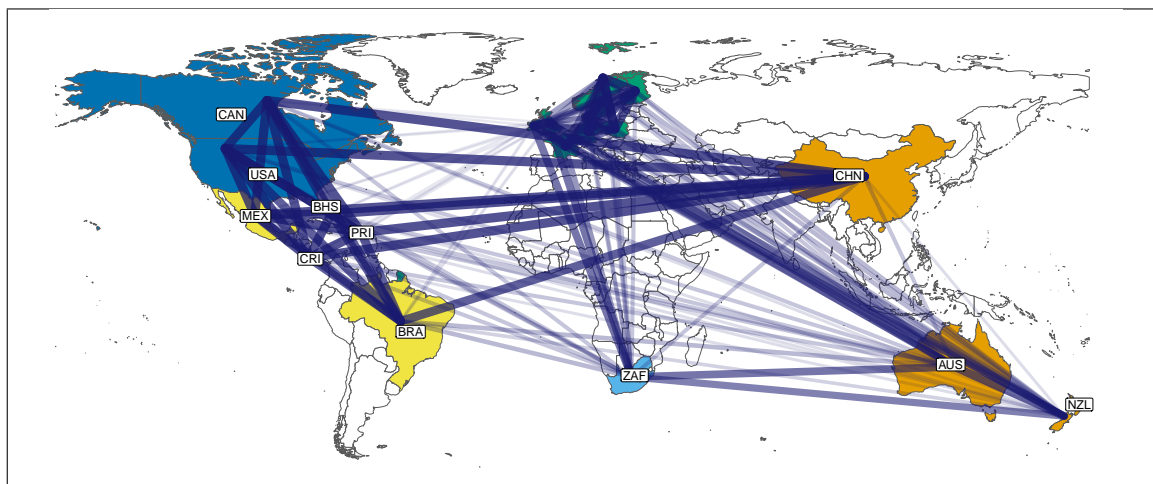 CAN
USA
CHN
MEX
BHS
PRI
CRI
BRA
ZAF
AUS
NZL